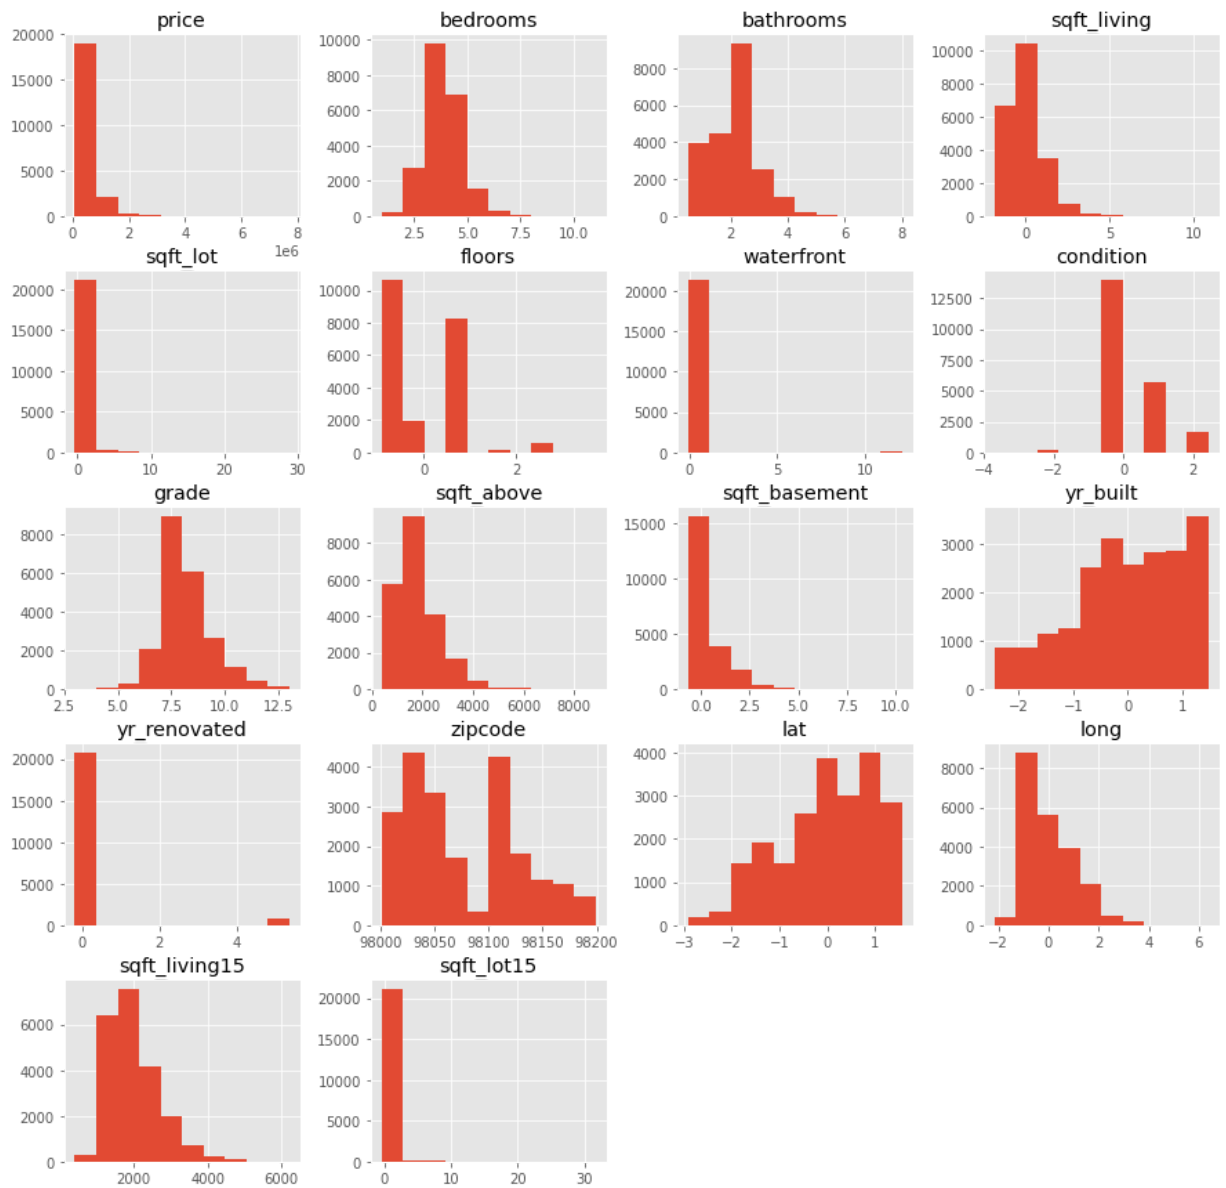 price bedrooms bathrooms sqft_living
20000 15000 10000 5000 0
0 2 4 6 8
1e6
10000 8000 6000 4000 2000 0
2.5 5.0 7.5 10.0
8000 6000 4000 2000 0
2 4 6 8
10000 8000 6000 4000 2000 0
0 5 10
sqft_lot floors waterfront condition
20000 15000 10000 5000 0
0 10 20 30
10000 8000 6000 4000 2000 0
0 2
20000 15000 10000 5000 0
0 5 10
12500 10000 7500 5000 2500 0
−4 −2 0 2
grade sqft_above sqft_basement yr_built
8000 6000 4000 2000 0
2.5 5.0 7.5 10.0 12.5
8000 6000 4000 2000 0
0 2000 4000 6000 8000
15000 10000 5000 0
0.0 2.5 5.0 7.5 10.0
3000 2000 1000 0
−2 −1 0 1
yr_renovated zipcode lat long
20000 15000 10000 5000 0
0 2 4
4000 3000 2000 1000 0
98000 98050 98100 98150 98200
4000 3000 2000 1000 0
−3 −2 −1 0 1
8000 6000 4000 2000 0
−2 0 2 4 6
sqft_living15 sqft_lot15
6000 4000 2000 0
2000 4000 6000
20000 15000 10000 5000 0
0 10 20 30